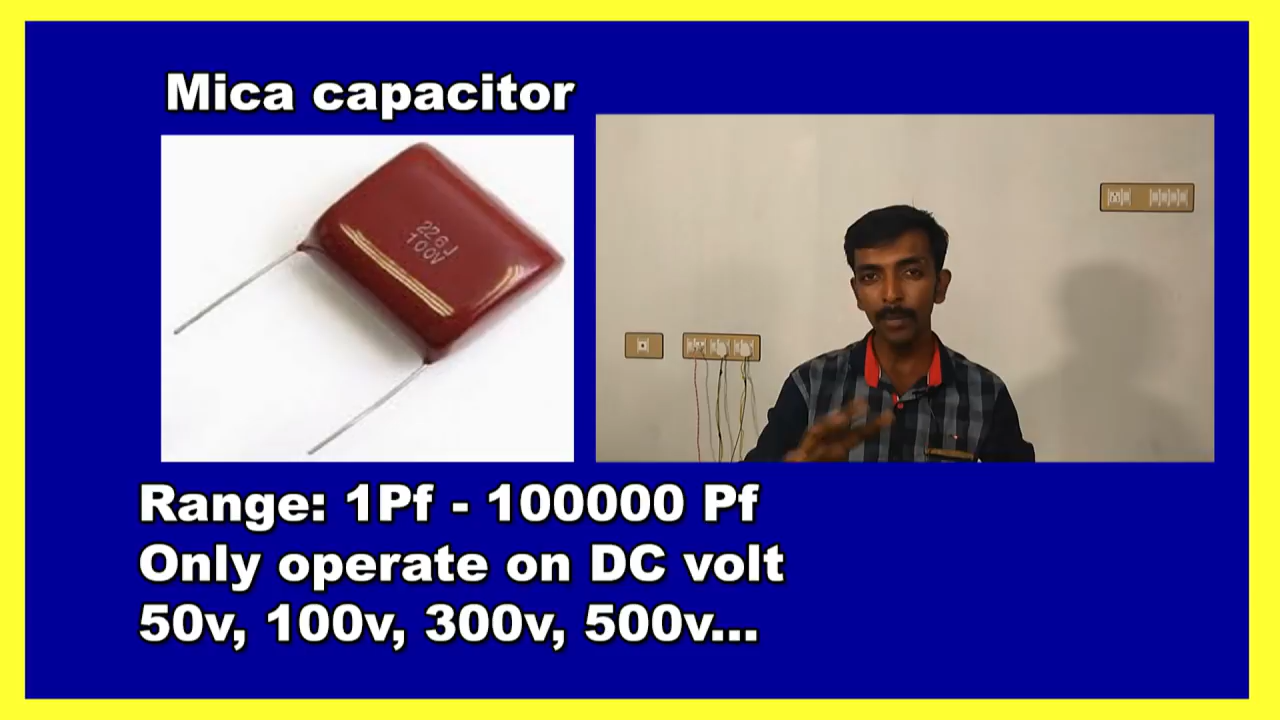 Mica capacitor
226J
100V
Range: 1Pf - 100000 Pf
Only operate on DC volt
50v, 100v, 300v, 500v...